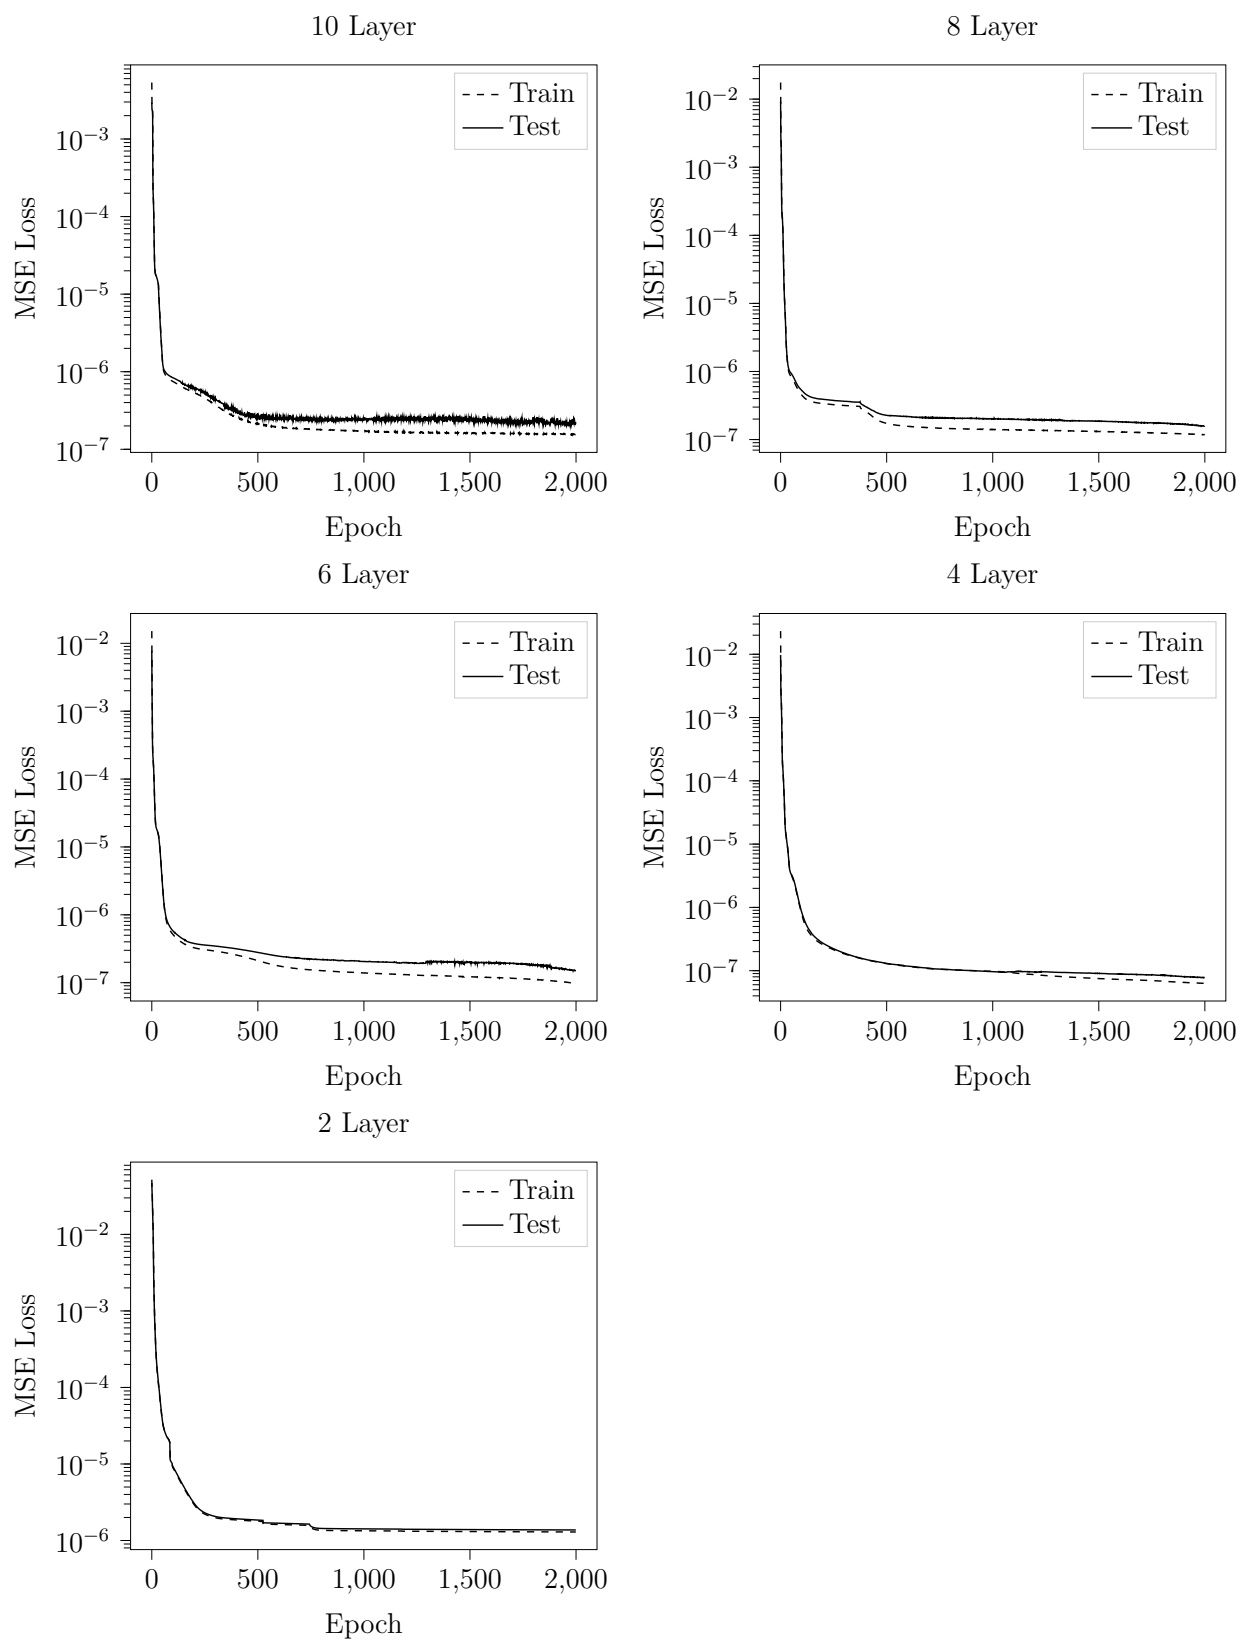 10 Layer
MSE Loss
10^−3
10^−4
10^−5
10^−6
10^−7
Train
Test
0 500 1,000 1,500 2,000
Epoch
8 Layer
MSE Loss
10^−2
10^−3
10^−4
10^−5
10^−6
10^−7
Train
Test
0 500 1,000 1,500 2,000
Epoch
6 Layer
MSE Loss
10^−2
10^−3
10^−4
10^−5
10^−6
10^−7
Train
Test
0 500 1,000 1,500 2,000
Epoch
4 Layer
MSE Loss
10^−2
10^−3
10^−4
10^−5
10^−6
10^−7
Train
Test
0 500 1,000 1,500 2,000
Epoch
2 Layer
MSE Loss
10^−2
10^−3
10^−4
10^−5
10^−6
Train
Test
0 500 1,000 1,500 2,000
Epoch